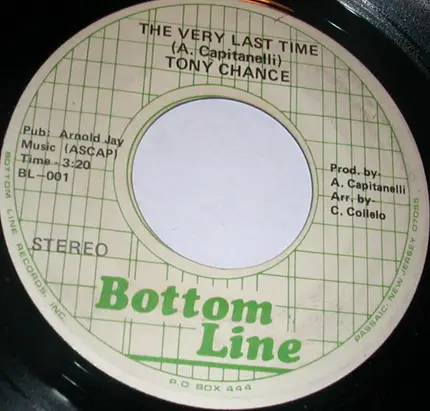 THE VERY LAST TIME
(A. Capitanelli)
TONY CHANCE
Pub: Arnold Jay
Music (ASCAP)
Time - 3:20
BL-001
Prod. by-
A. Capitanelli
Arr. by-
C. Collelo
STEREO
Bottom
Line
BOTTOM LINE RECORDS, INC.
P.O BOX 444
PASSAIC, NEW JERSEY 07055